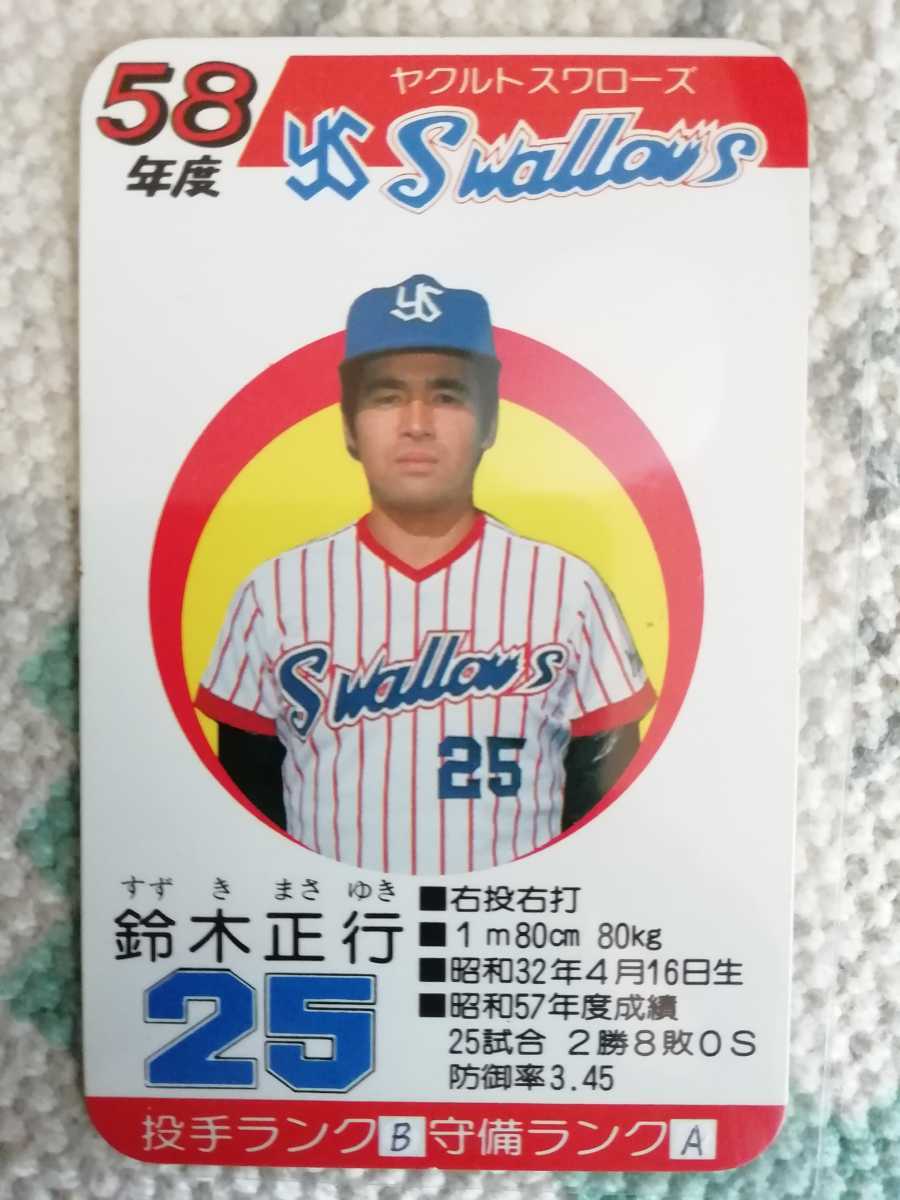 58
年度
ヤクルトスワローズ
YS Swallows
YS
Swallows
25
すず き まさ ゆき
鈴木正行
25
■右投右打
■1m80cm 80kg
■昭和32年4月16日生
■昭和57年度成績
25試合 2勝8敗0S
防御率3.45
投手ランク B 守備ランク A